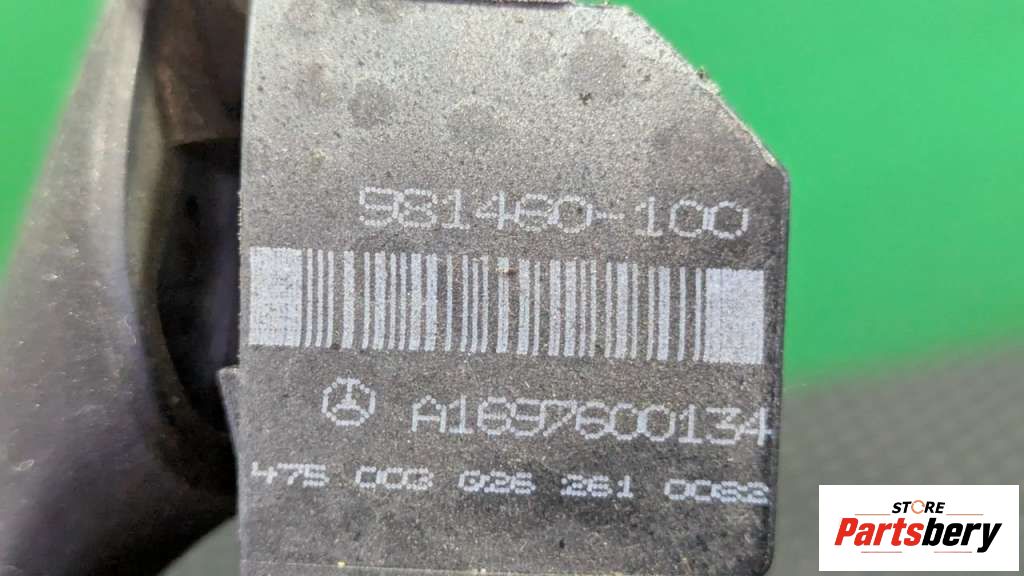 981460-100
A1697600134
475 003 026 261 0082
STORE
Partsbery